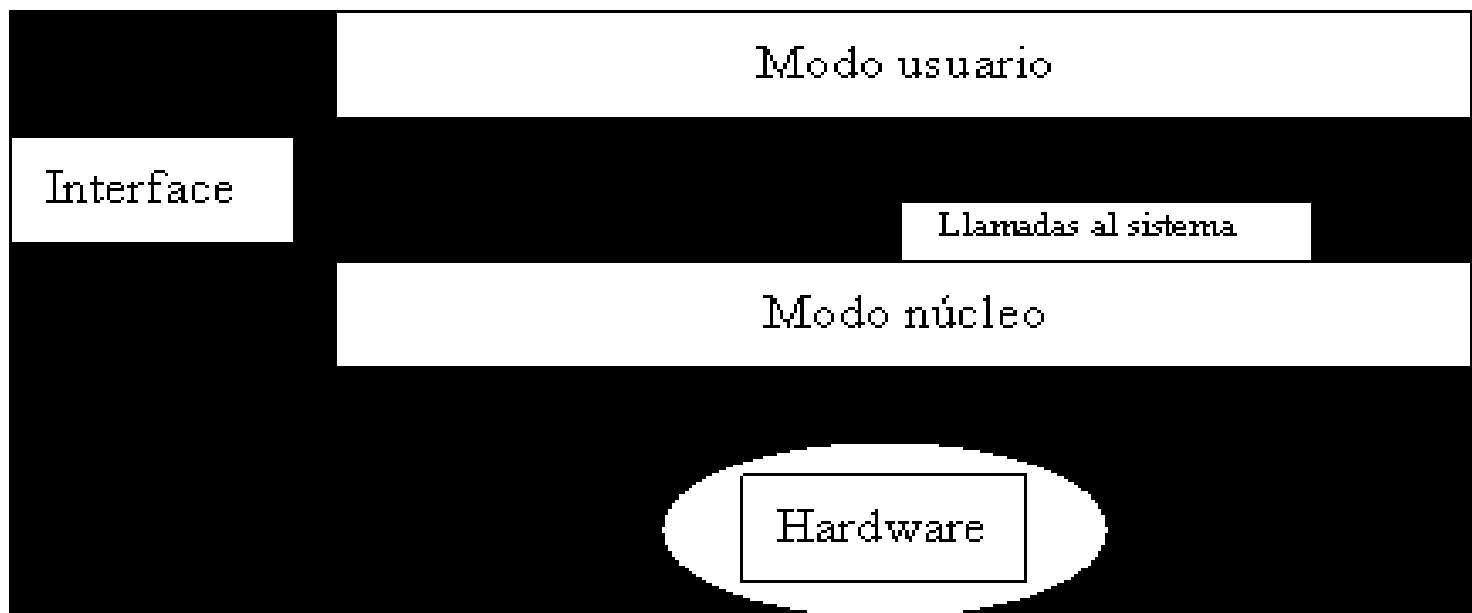 Modo usuario
Interface
Llamadas al sistema
Modo núcleo
Hardware